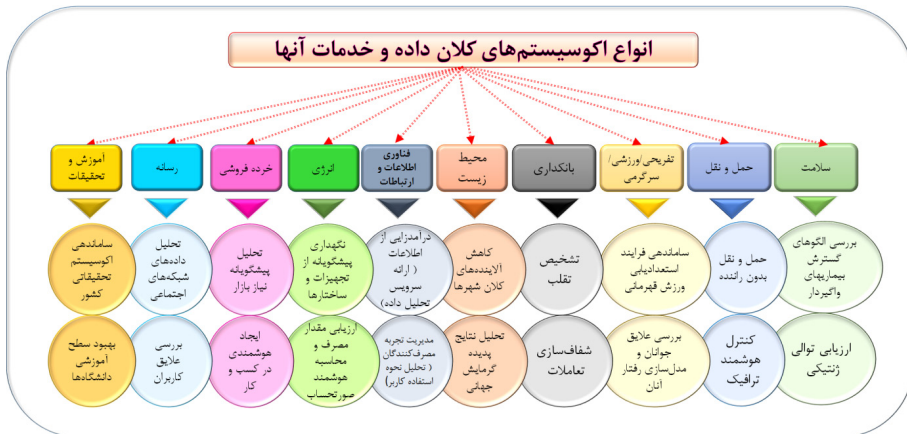 انواع اکوسیستم‌های کلان داده و خدمات آنها
سلامت
حمل و نقل
تفریحی/ورزشی/
سرگرمی
بانکداری
محیط
زیست
فناوری
اطلاعات و
ارتباطات
انرژی
خرده فروشی
رسانه
آموزش و
تحقیقات
بررسی الگوهای
گسترش
بیماریهای
واگیردار
حمل و نقل
بدون راننده
ساماندهی فرایند
استعدادیابی
ورزش قهرمانی
تشخیص
تقلب
کاهش
آلاینده‌های
کلان شهرها
درآمدزایی از
اطلاعات
( ارائه
سرویس
تحلیل داده)
نگهداری
پیشگویانه از
تجهیزات و
ساختارها
تحلیل
پیشگویانه
نیاز بازار
تحلیل
داده‌های
شبکه‌های
اجتماعی
ساماندهی
اکوسیستم
تحقیقاتی
کشور
ارزیابی توالی
ژنتیکی
کنترل
هوشمند
ترافیک
بررسی علایق
جوانان و
مدل‌سازی رفتار
آنان
شفاف‌سازی
تعاملات
تحلیل نتایج
پدیده
گرمایش
جهانی
مدیریت تجربه
مصرف‌کنندگان
( تحلیل نحوه
استفاده کاربر)
ارزیابی مقدار
مصرف و
محاسبه
هوشمند
صورتحساب
ایجاد
هوشمندی
در کسب و
کار
بررسی
علایق
کاربران
بهبود سطح
آموزشی
دانشگاه‌ها